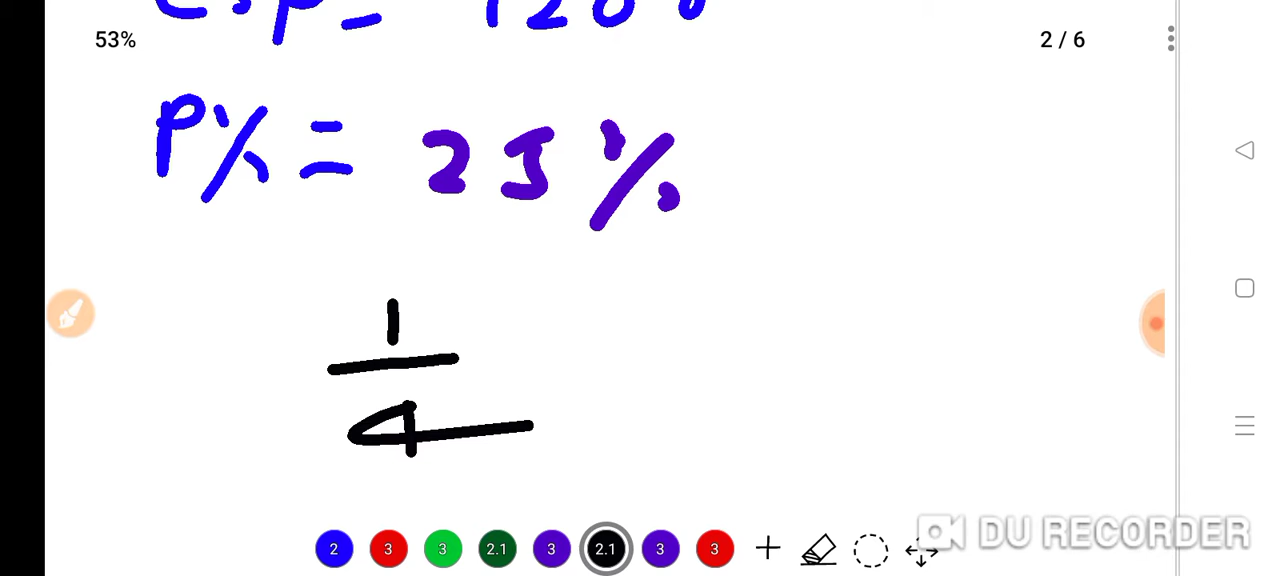 53%
2 / 6
P% = 25%
1
4
2 3 3 2.1 3 2.1 3 3
DU RECORDER